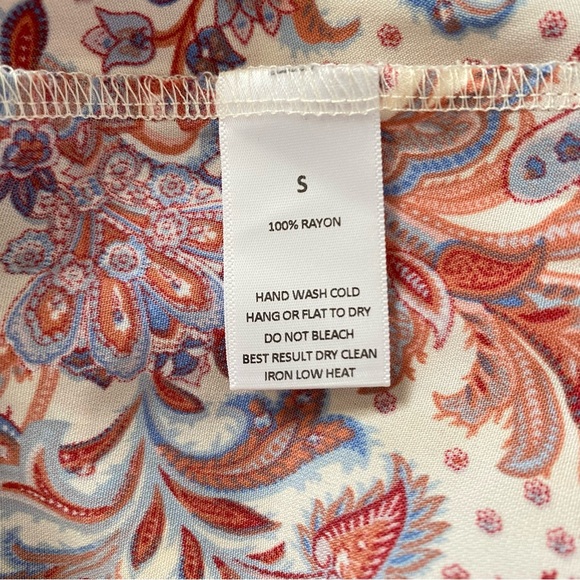 S
100% RAYON
HAND WASH COLD
HANG OR FLAT TO DRY
DO NOT BLEACH
BEST RESULT DRY CLEAN
IRON LOW HEAT